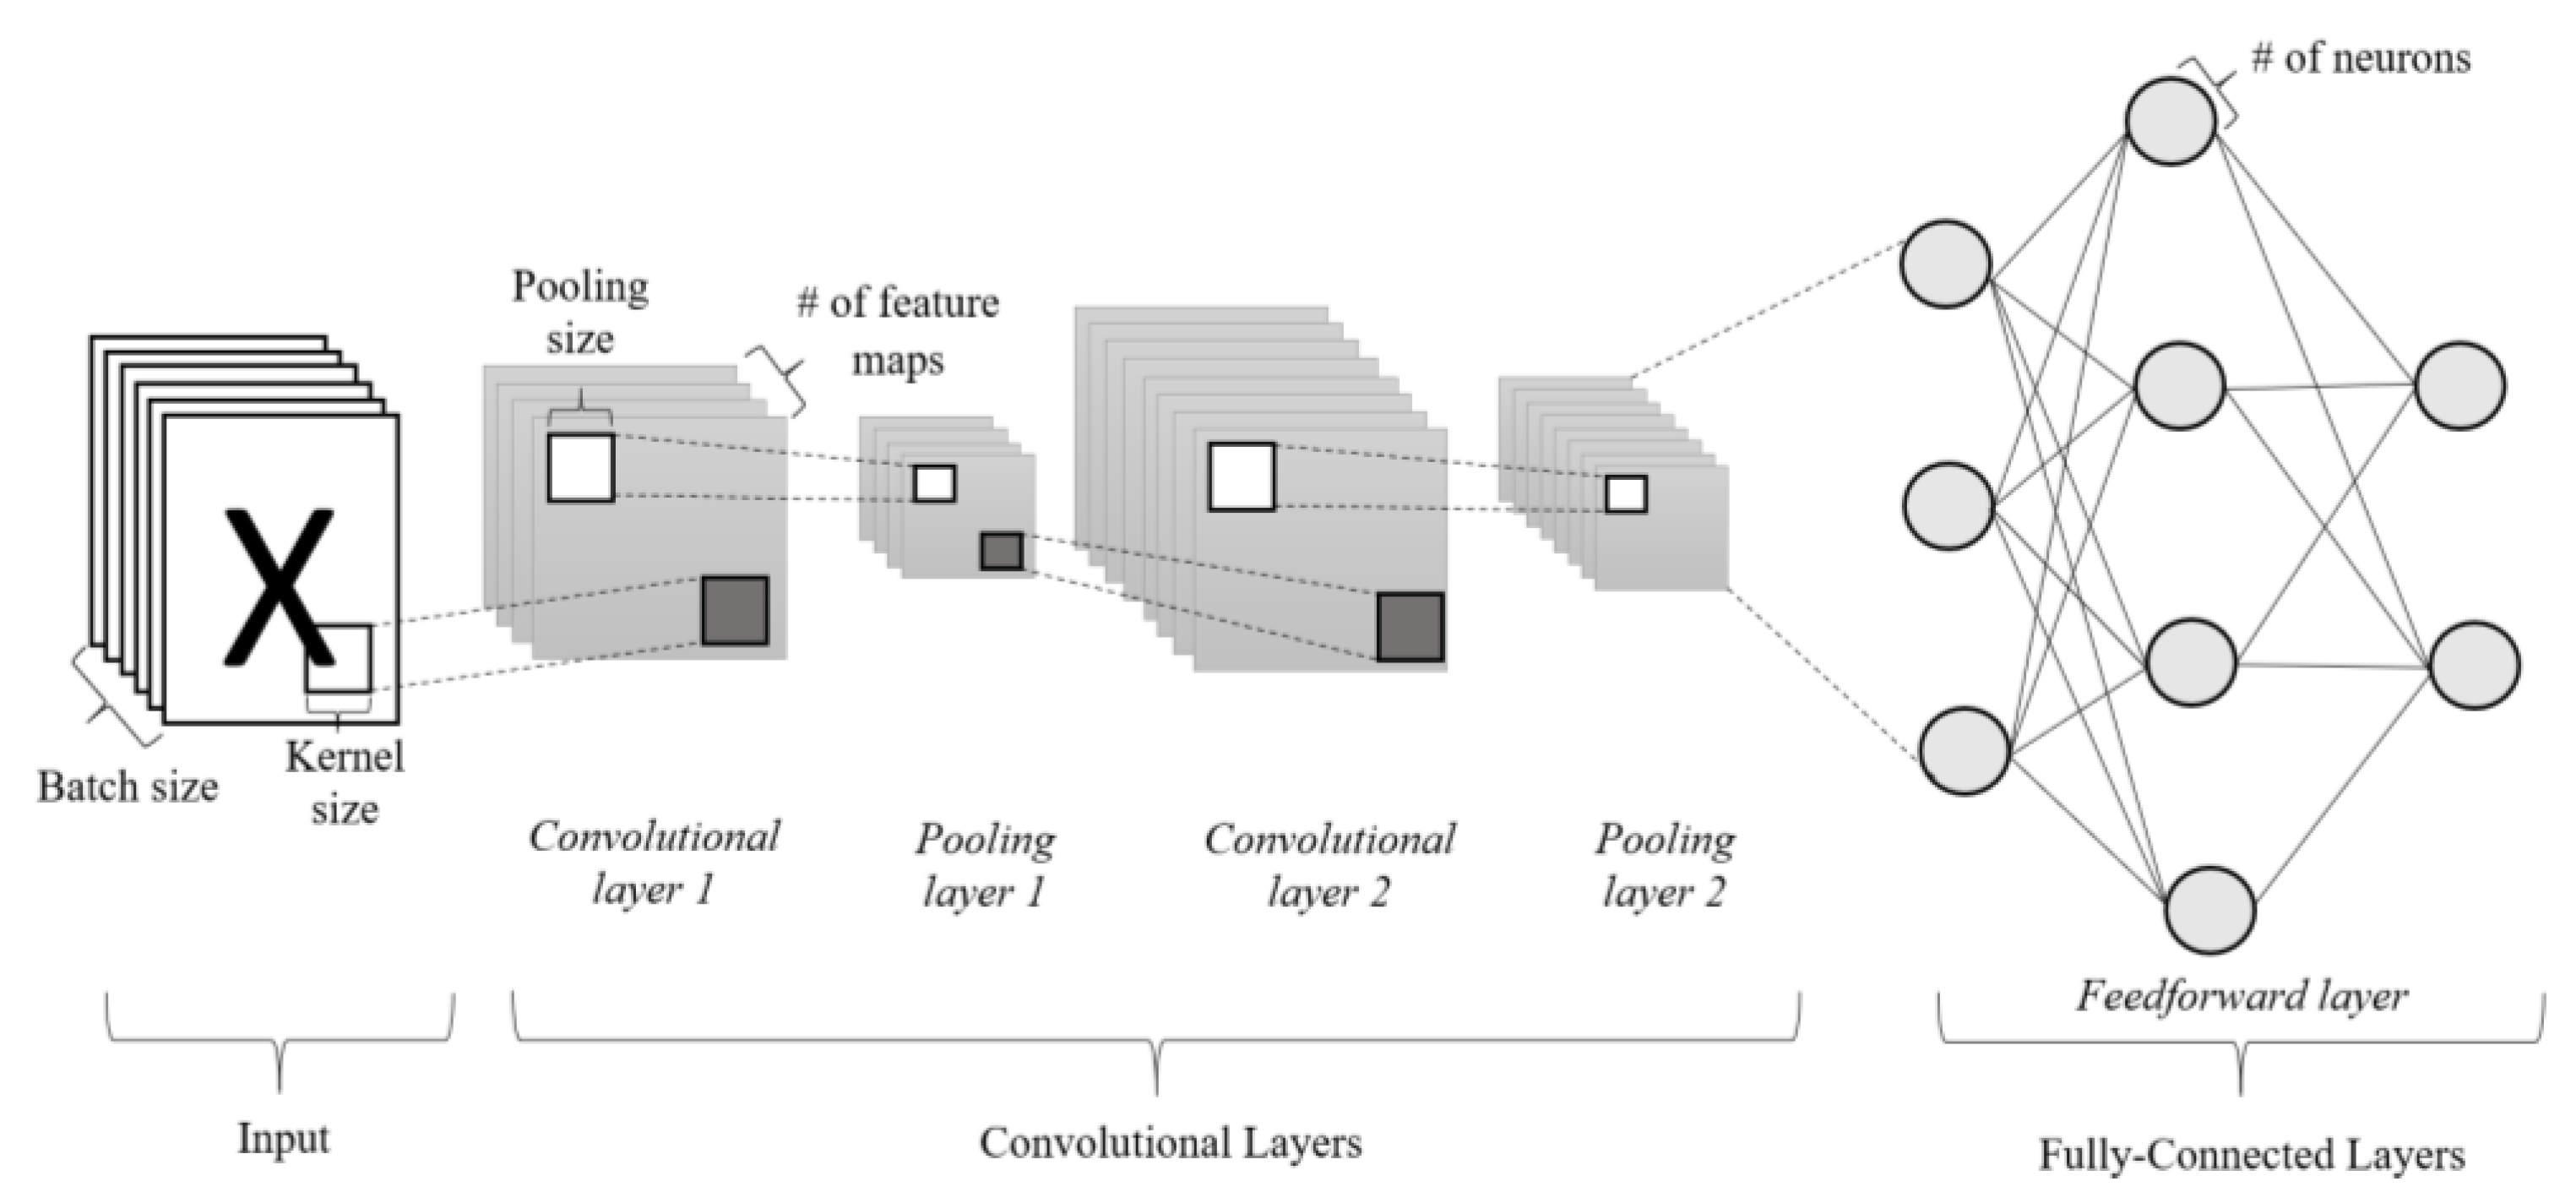 # of neurons
Pooling
size
# of feature
maps
X
Kernel
size
Batch size
Convolutional
layer 1
Pooling
layer 1
Convolutional
layer 2
Pooling
layer 2
Feedforward layer
Input
Convolutional Layers
Fully-Connected Layers